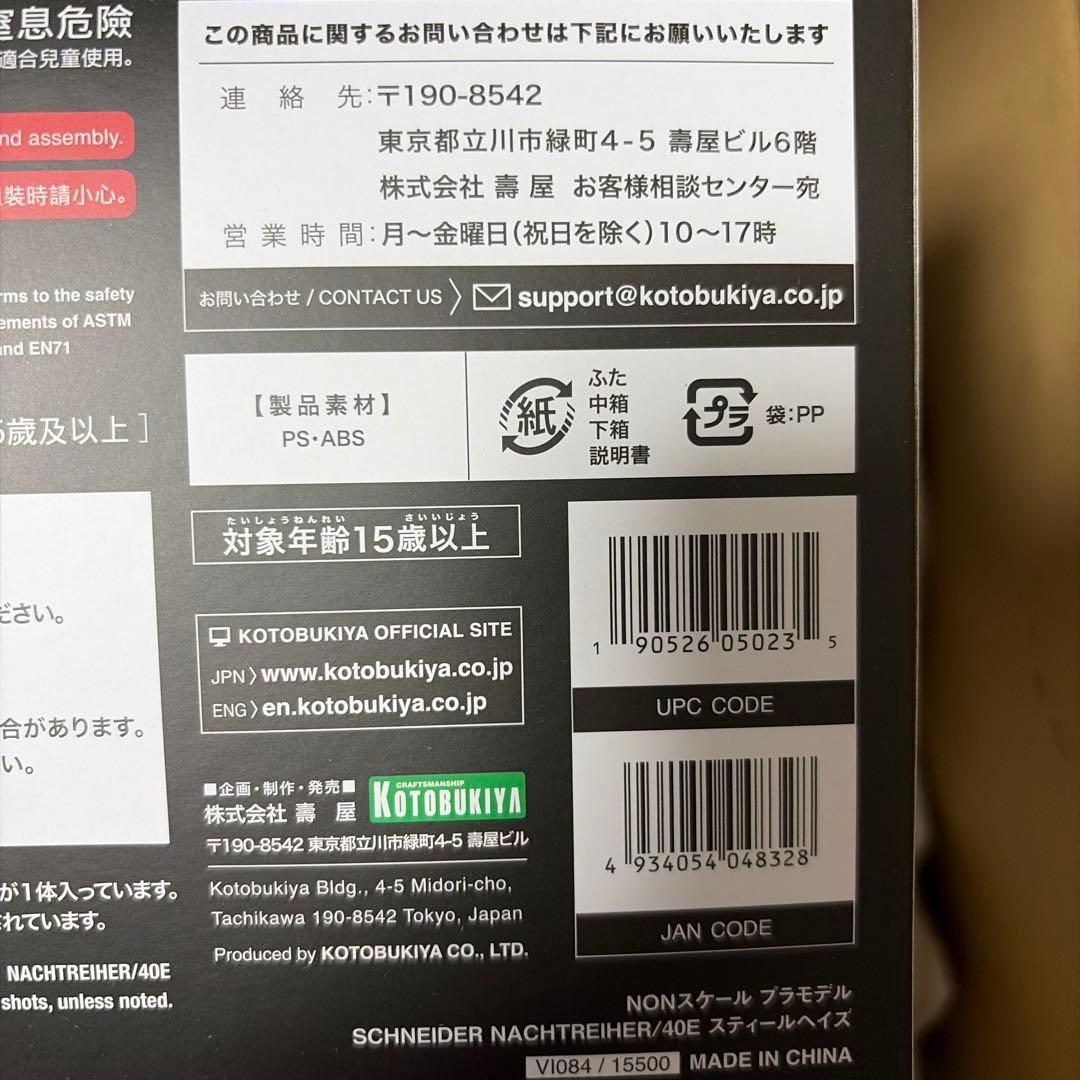 窒息危險
適合兒童使用。
nd assembly.
裝時請小心。
rms to the safety
ements of ASTM
and EN71
歲及以上］
ださい。
合があります。
い。
が1体入っています。
れています。
NACHTREIHER/40E
shots, unless noted.
この商品に関するお問い合わせは下記にお願いいたします
連絡先:〒190-8542
東京都立川市緑町4-5 壽屋ビル6階
株式会社 壽屋 お客様相談センター宛
営業時間:月〜金曜日(祝日を除く)10〜17時
お問い合わせ / CONTACT US 〉 support@kotobukiya.co.jp
【製品素材】
PS・ABS
紙
ふた
中箱
下箱
説明書
プラ
袋:PP
たいしょうねんれい さいいじょう
対象年齢15歳以上
KOTOBUKIYA OFFICIAL SITE
JPN 〉www.kotobukiya.co.jp
ENG 〉en.kotobukiya.co.jp
■企画・制作・発売■
株式会社 壽 屋
CRAFTSMANSHIP
KOTOBUKIYA
〒190-8542 東京都立川市緑町4-5 壽屋ビル
Kotobukiya Bldg., 4-5 Midori-cho,
Tachikawa 190-8542 Tokyo, Japan
Produced by KOTOBUKIYA CO., LTD.
1 90526 05023 5
UPC CODE
4 934054 048328
JAN CODE
NONスケール プラモデル
SCHNEIDER NACHTREIHER/40E スティールヘイズ
VI084 / 15500 MADE IN CHINA